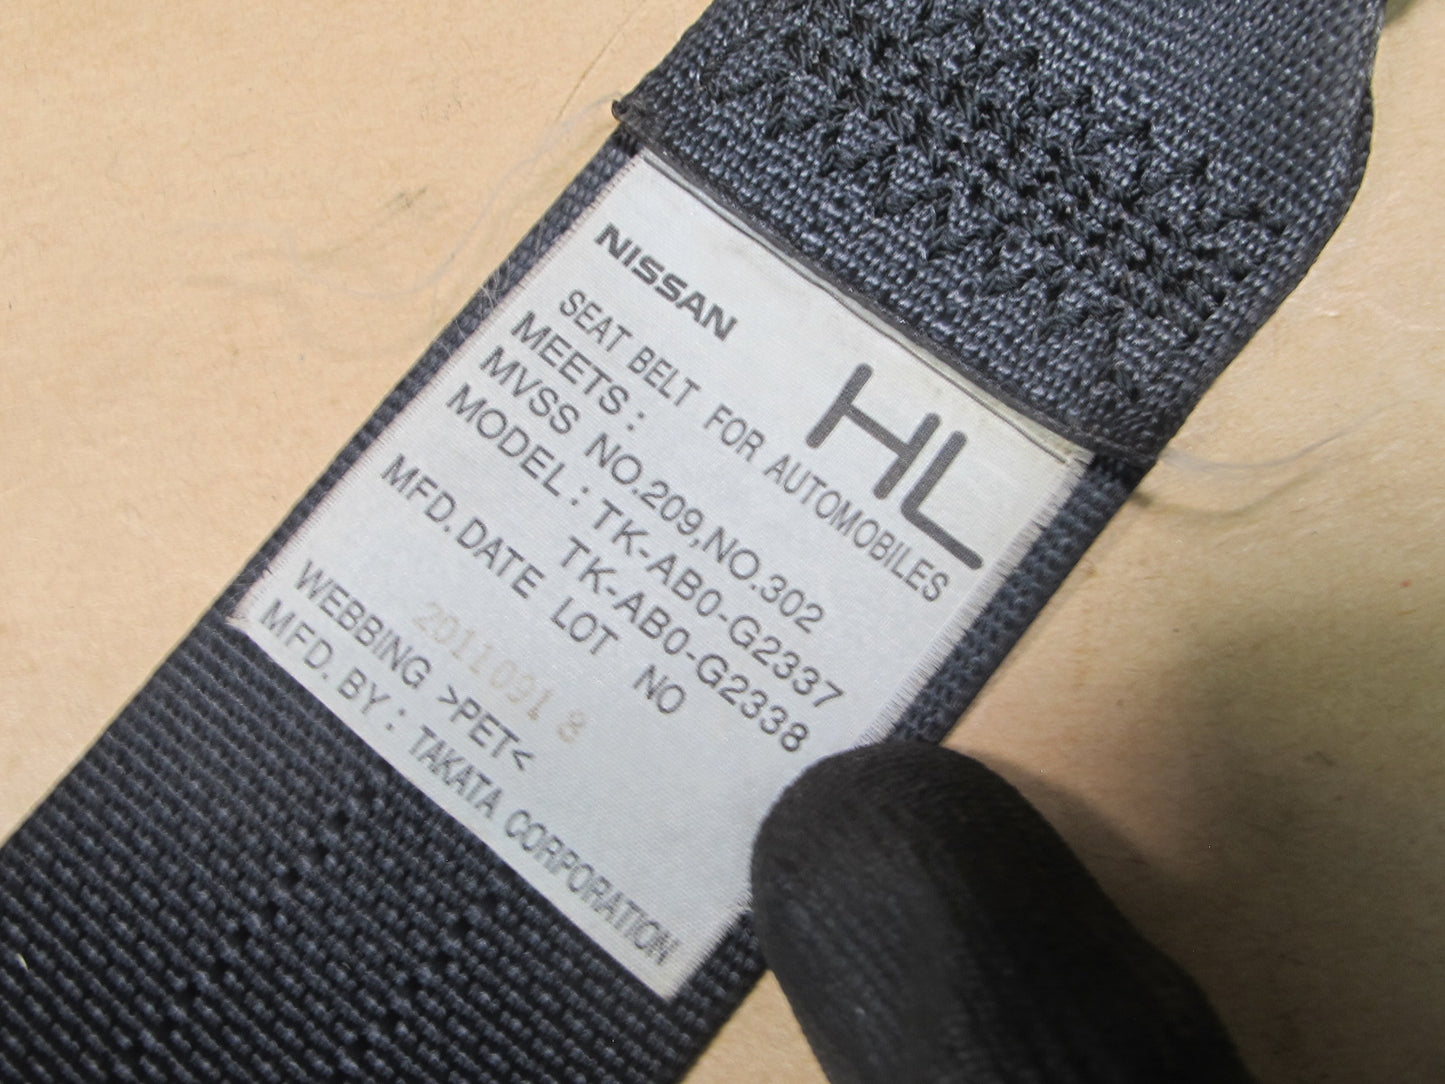 NISSAN
HL
SEAT BELT FOR AUTOMOBILES
MEETS:
MVSS NO.209,NO.302
MODEL: TK-AB0-G2337
TK-AB0-G2338
MFD.DATE LOT NO
20110918
WEBBING >PET<
MFD.BY: TAKATA CORPORATION